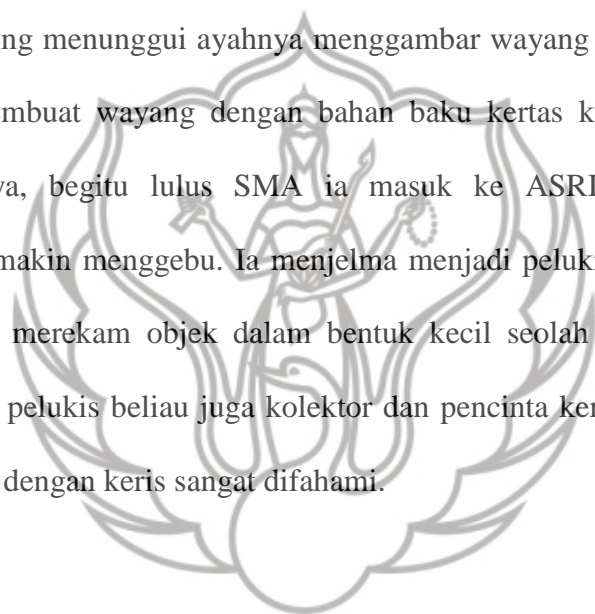 ng menunggui ayahnya menggambar wayang
mbuat wayang dengan bahan baku kertas k
va, begitu lulus SMA ia masuk ke ASRI
makin menggebu. Ia menjelma menjadi peluki
merekam objek dalam bentuk kecil seolah
pelukis beliau juga kolektor dan pencinta ker
dengan keris sangat difahami.